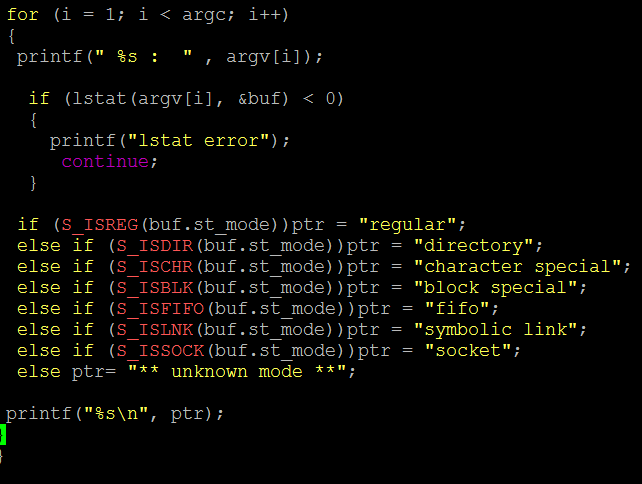 for (i = 1; i < argc; i++)
{
 printf(" %s :  " , argv[i]);
  if (lstat(argv[i], &buf) < 0)
  {
    printf("lstat error");
     continue;
  }
 if (S_ISREG(buf.st_mode))ptr = "regular";
 else if (S_ISDIR(buf.st_mode))ptr = "directory";
 else if (S_ISCHR(buf.st_mode))ptr = "character special";
 else if (S_ISBLK(buf.st_mode))ptr = "block special";
 else if (S_ISFIFO(buf.st_mode))ptr = "fifo";
 else if (S_ISLNK(buf.st_mode))ptr = "symbolic link";
 else if (S_ISSOCK(buf.st_mode))ptr = "socket";
 else ptr= "** unknown mode **";
printf("%s\n", ptr);
}
}